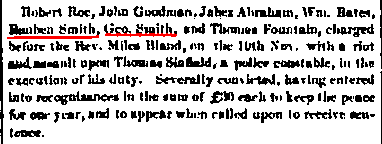 Robert Roe, John Goodman, Jabez Abraham, Wm. Bates,
Reuben Smith, Geo. Smith, and Thomas Fountain, charged
before the Rev. Miles Bland, on the 10th Nov. with a riot
and assault upon Thomas Sinfield, a police constable, in the
execution of his duty. Severally convicted, having entered
into recognisances in the sum of £10 each to keep the peace
for one year, and to appear when called upon to receive sen-
tence.